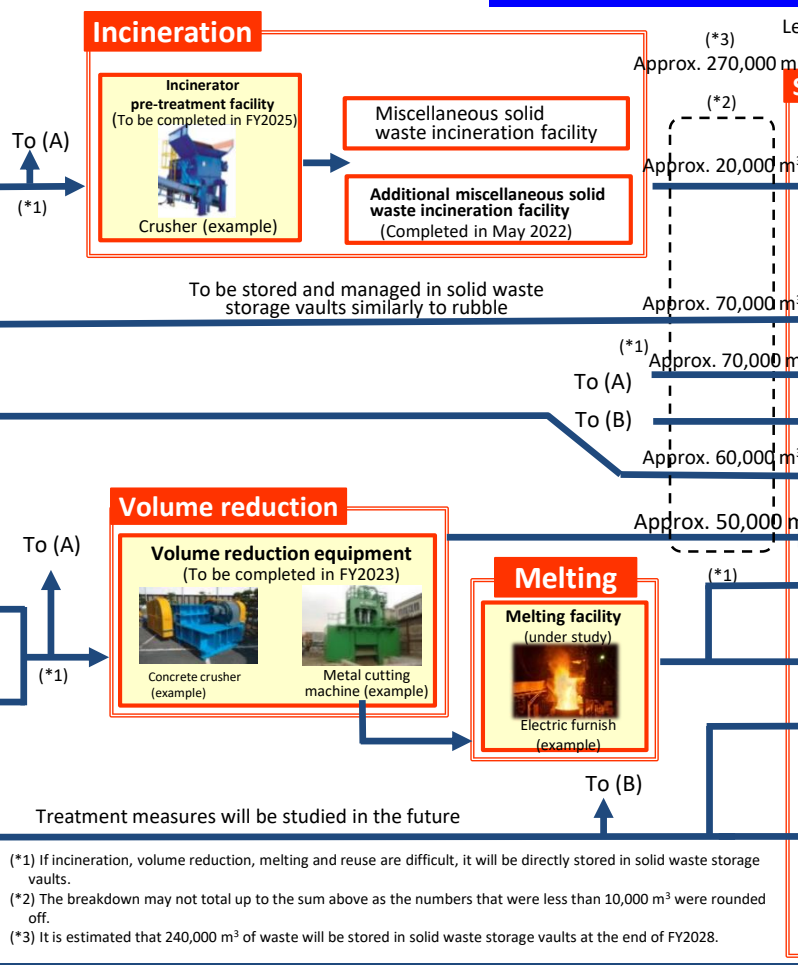 Incineration
Le
(*3)
Approx. 270,000 m
S
(*2)
Incinerator
pre-treatment facility
(To be completed in FY2025)
Crusher (example)
To (A)
(*1)
Miscellaneous solid
waste incineration facility
Additional miscellaneous solid
waste incineration facility
(Completed in May 2022)
Approx. 20,000 m³
To be stored and managed in solid waste
storage vaults similarly to rubble
Approx. 70,000 m³
(*1)
Approx. 70,000 m
To (A)
To (B)
Approx. 60,000 m³
Volume reduction
Approx. 50,000 m
To (A)
(*1)
Volume reduction equipment
(To be completed in FY2023)
Concrete crusher
(example)
Metal cutting
machine (example)
Melting
(*1)
Melting facility
(under study)
Electric furnish
(example)
To (B)
Treatment measures will be studied in the future
(*1) If incineration, volume reduction, melting and reuse are difficult, it will be directly stored in solid waste storage
vaults.
(*2) The breakdown may not total up to the sum above as the numbers that were less than 10,000 m³ were rounded
off.
(*3) It is estimated that 240,000 m³ of waste will be stored in solid waste storage vaults at the end of FY2028.